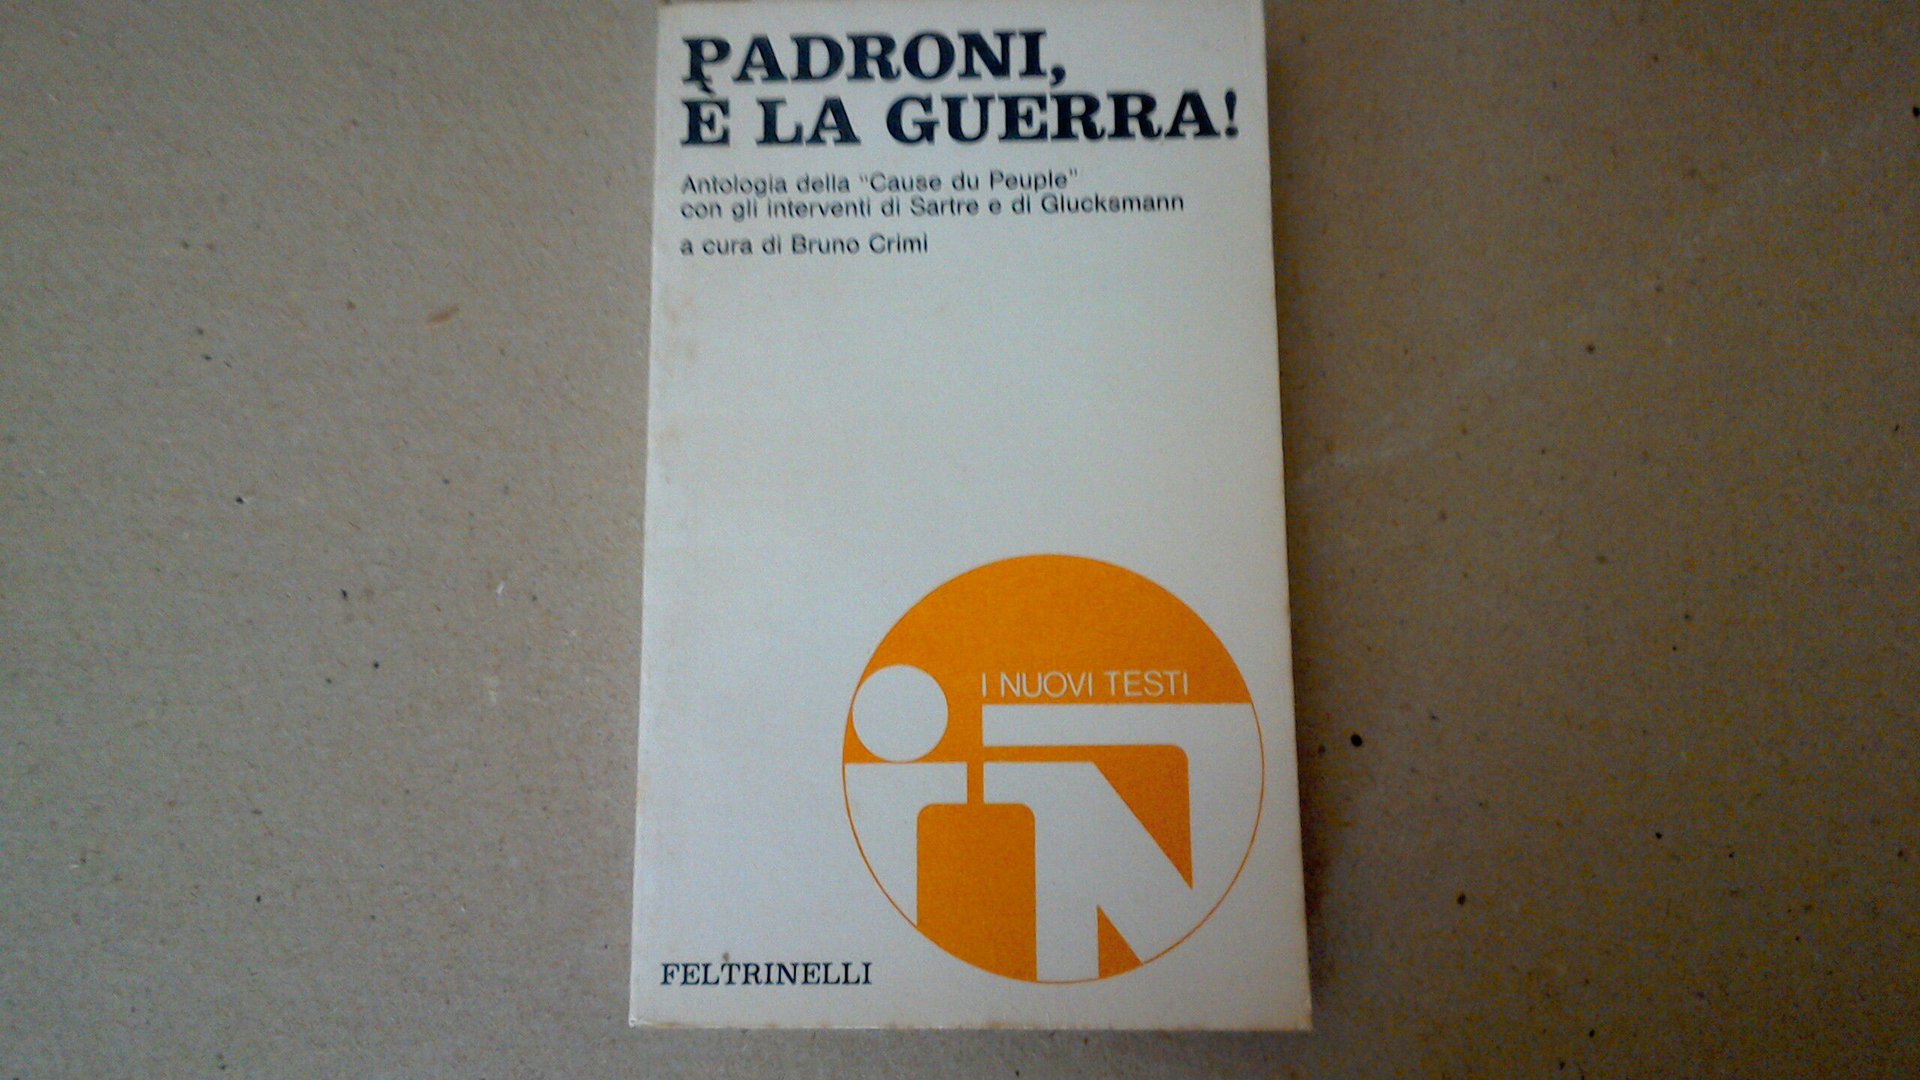 PADRONI,
È LA GUERRA!
Antologia della "Cause du Peuple"
con gli interventi di Sartre e di Glucksmann
a cura di Bruno Crimi
I NUOVI TESTI
FELTRINELLI